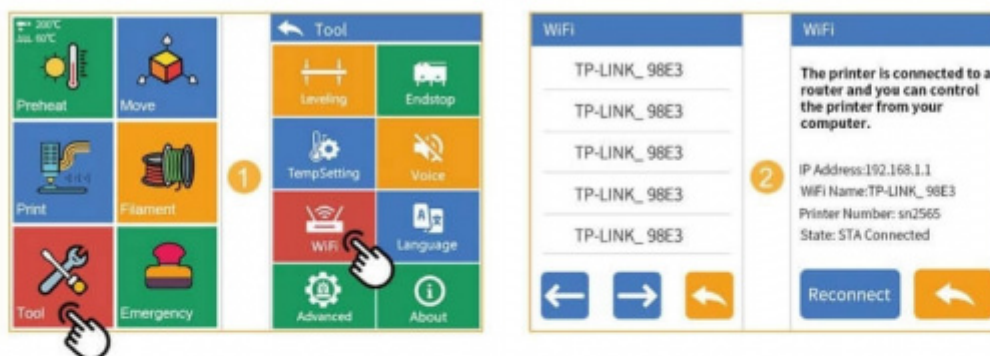 200℃
60℃
Preheat
Move
Print
Filament
Tool
Emergency
1
Tool
Leveling
Endstop
TempSetting
Voice
WiFi
Language
Advanced
About
WiFi
TP-LINK_ 98E3
TP-LINK_ 98E3
TP-LINK_ 98E3
TP-LINK_ 98E3
TP-LINK_ 98E3
2
WiFi
The printer is connected to a
router and you can control
the printer from your
computer.
IP Address:192.168.1.1
WiFi Name:TP-LINK_ 98E3
Printer Number: sn2565
State: STA Connected
Reconnect